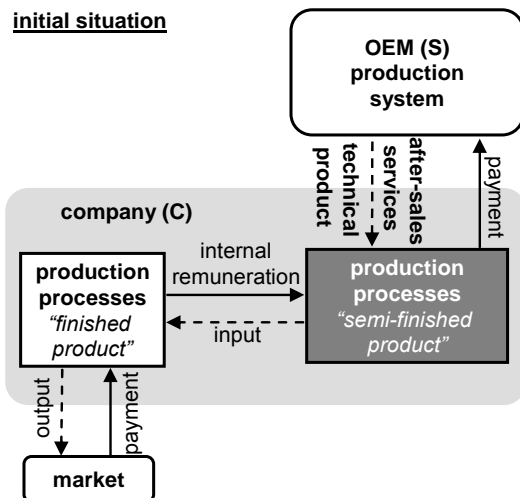 initial situation
OEM (S)
production
system
technical
product
after-sales
services
payment
company (C)
production
processes
“finished
product”
internal
remuneration
input
production
processes
“semi-finished
product”
output
payment
market